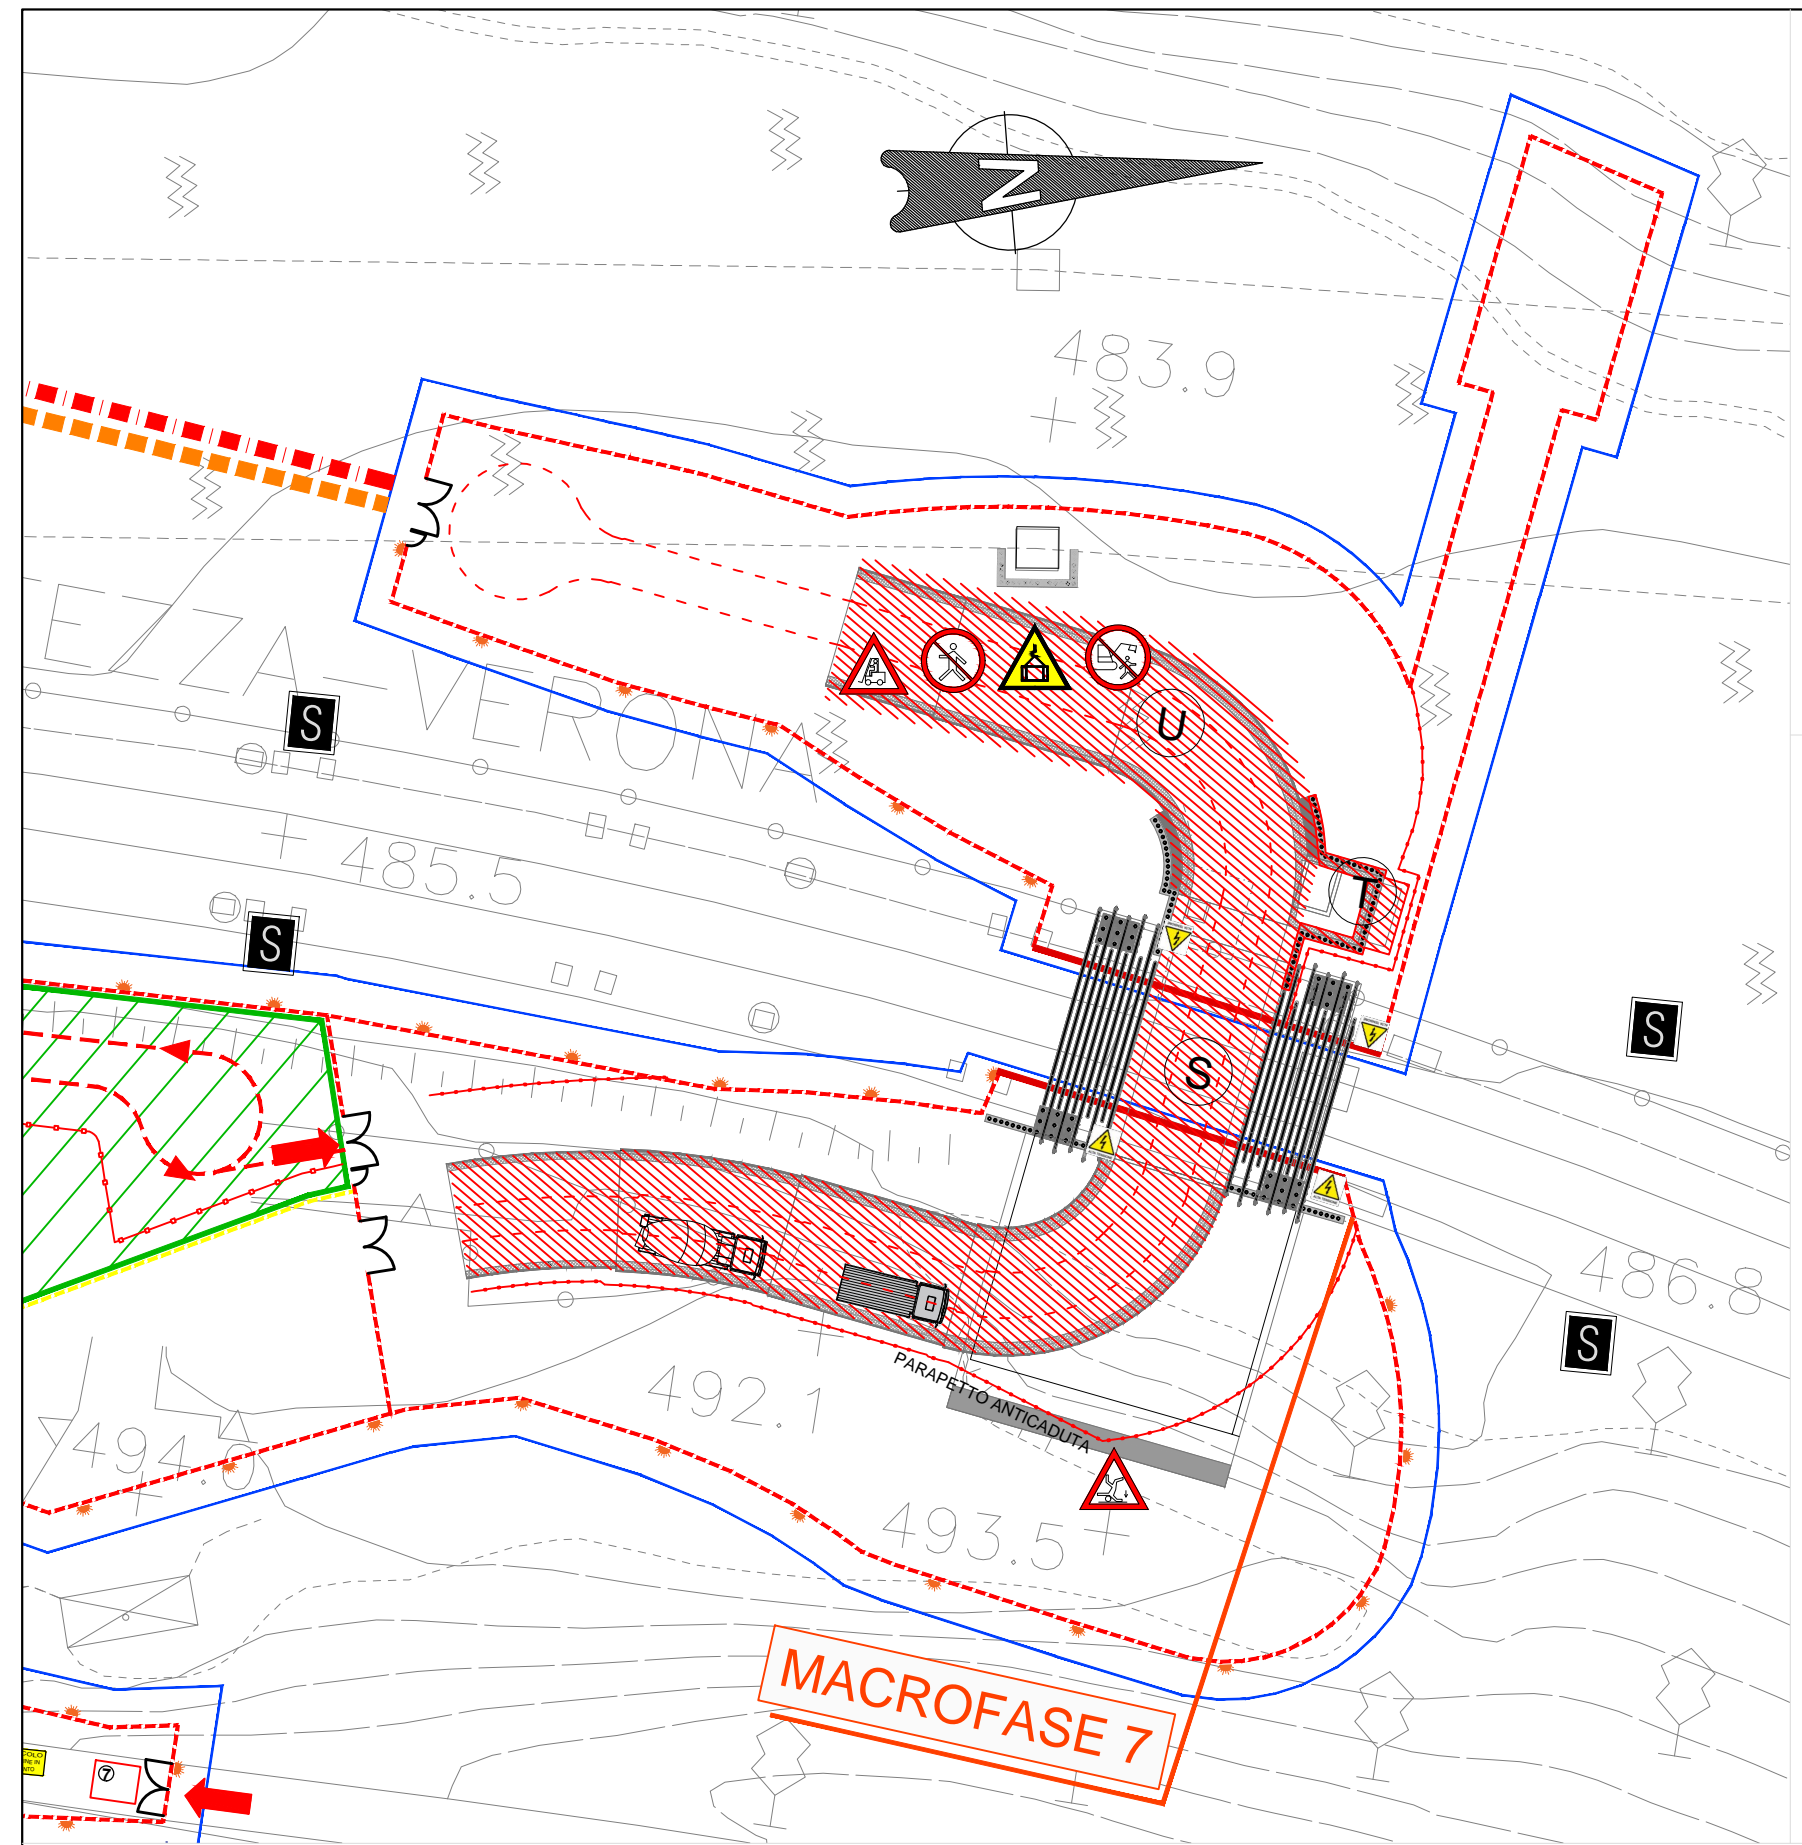 N
483.9
EZZA VERONA
S
U
485.5
T
S
S
S
486.8
S
PARAPETTO ANTICADUTA
492.1
494.0
493.5
MACROFASE 7
7